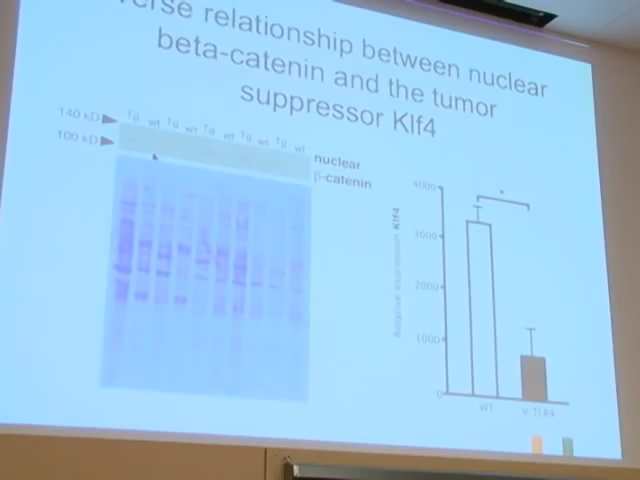 erse relationship between nuclear
beta-catenin and the tumor
suppressor Klf4
140 kD
100 kD
Tg wt Tg wt Tg wt Tg wt Tg wt
nuclear
β-catenin
Relative expression Klf4
4000
3000
2000
1000
0
*
WT
V-TLR4